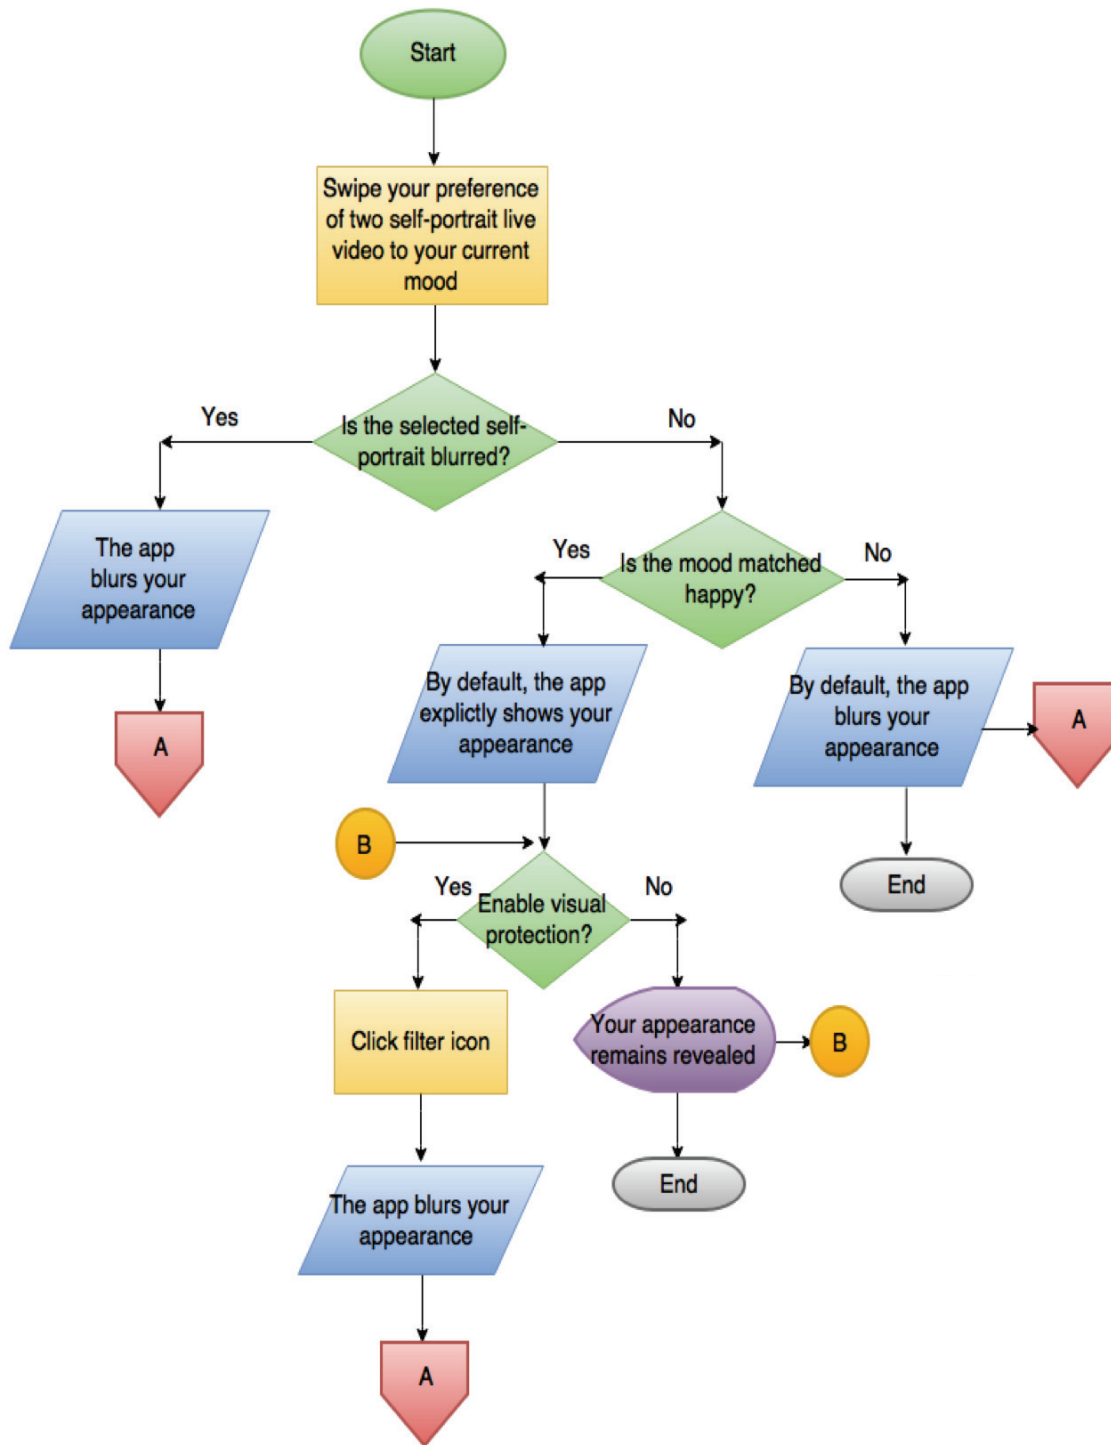 Start
Swipe your preference
of two self-portrait live
video to your current
mood
Yes
Is the selected self-
portrait blurred?
No
The app
blurs your
appearance
A
Yes
Is the mood matched
happy?
No
By default, the app
explictly shows your
appearance
By default, the app
blurs your
appearance
A
End
B
Yes
Enable visual
protection?
No
Click filter icon
Your appearance
remains revealed
B
End
The app blurs your
appearance
A